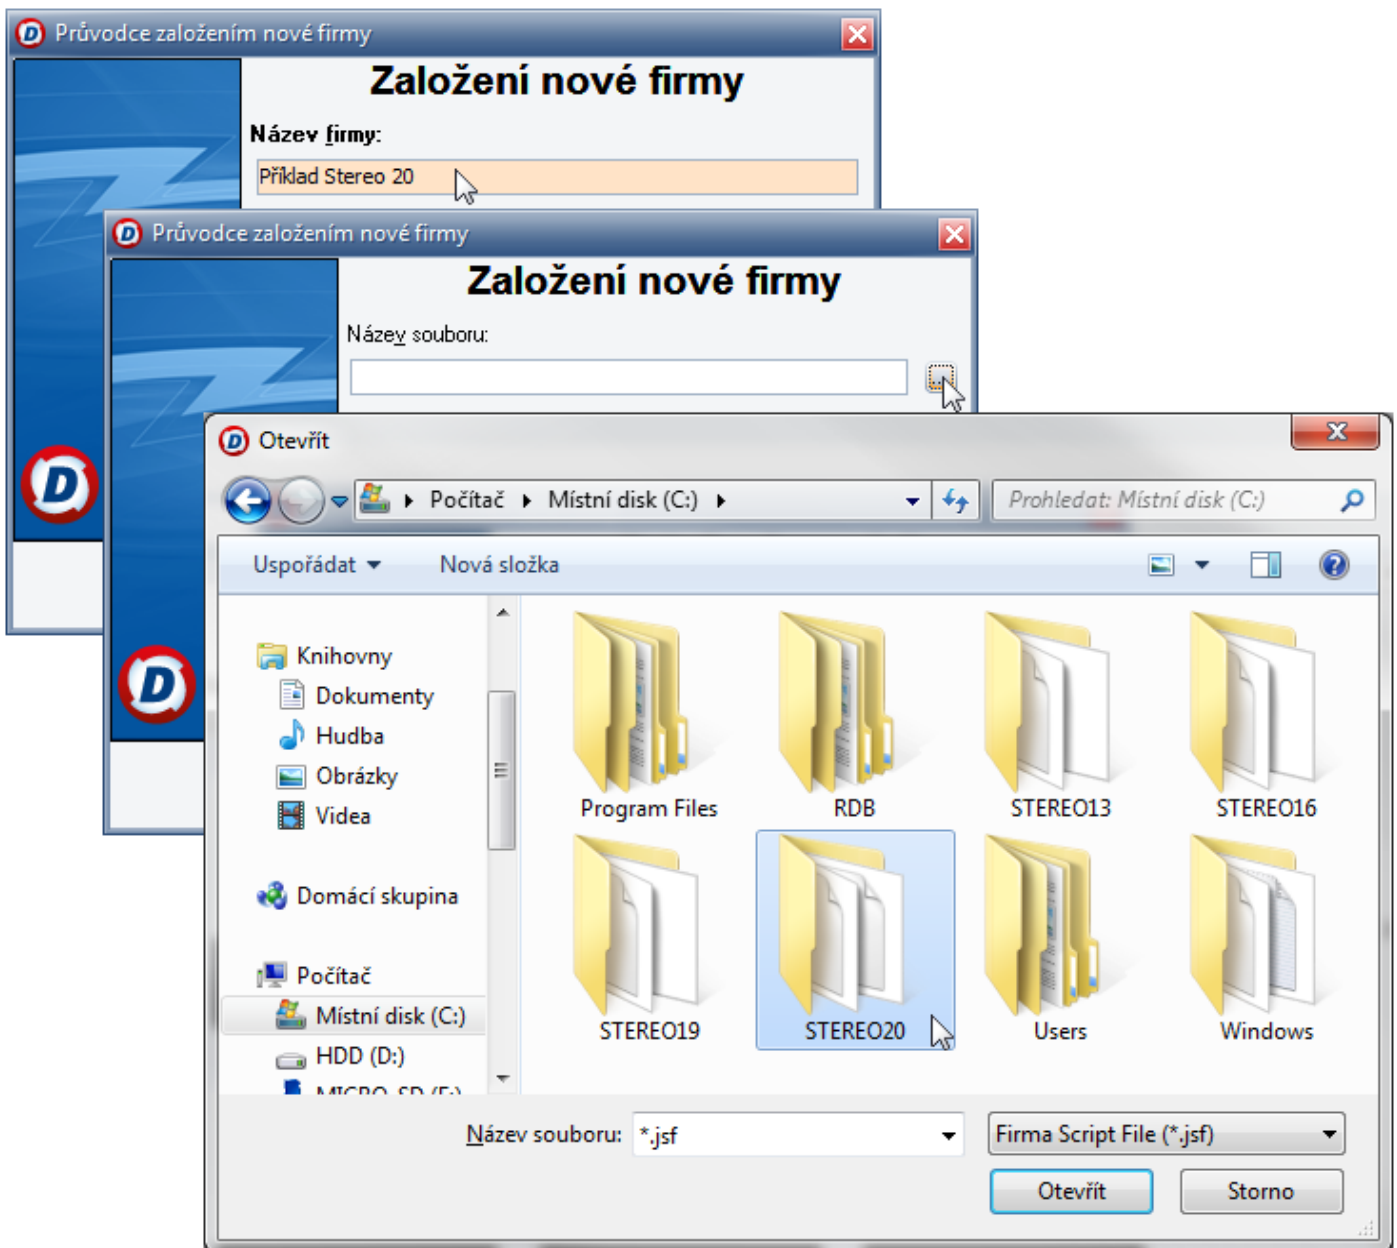 Průvodce založením nové firmy
Založení nové firmy
Název firmy:
Příklad Stereo 20
Průvodce založením nové firmy
Založení nové firmy
Název souboru:
...
D
D
Otevřít
Počítač
Místní disk (C:)
Prohledat: Místní disk (C:)
Uspořádat
Nová složka
Knihovny
Dokumenty
Hudba
Obrázky
Videa
Domácí skupina
Počítač
Místní disk (C:)
HDD (D:)
Program Files
RDB
STEREO13
STEREO16
STEREO19
STEREO20
Users
Windows
Název souboru:
*.jsf
Firma Script File (*.jsf)
Otevřít
Storno